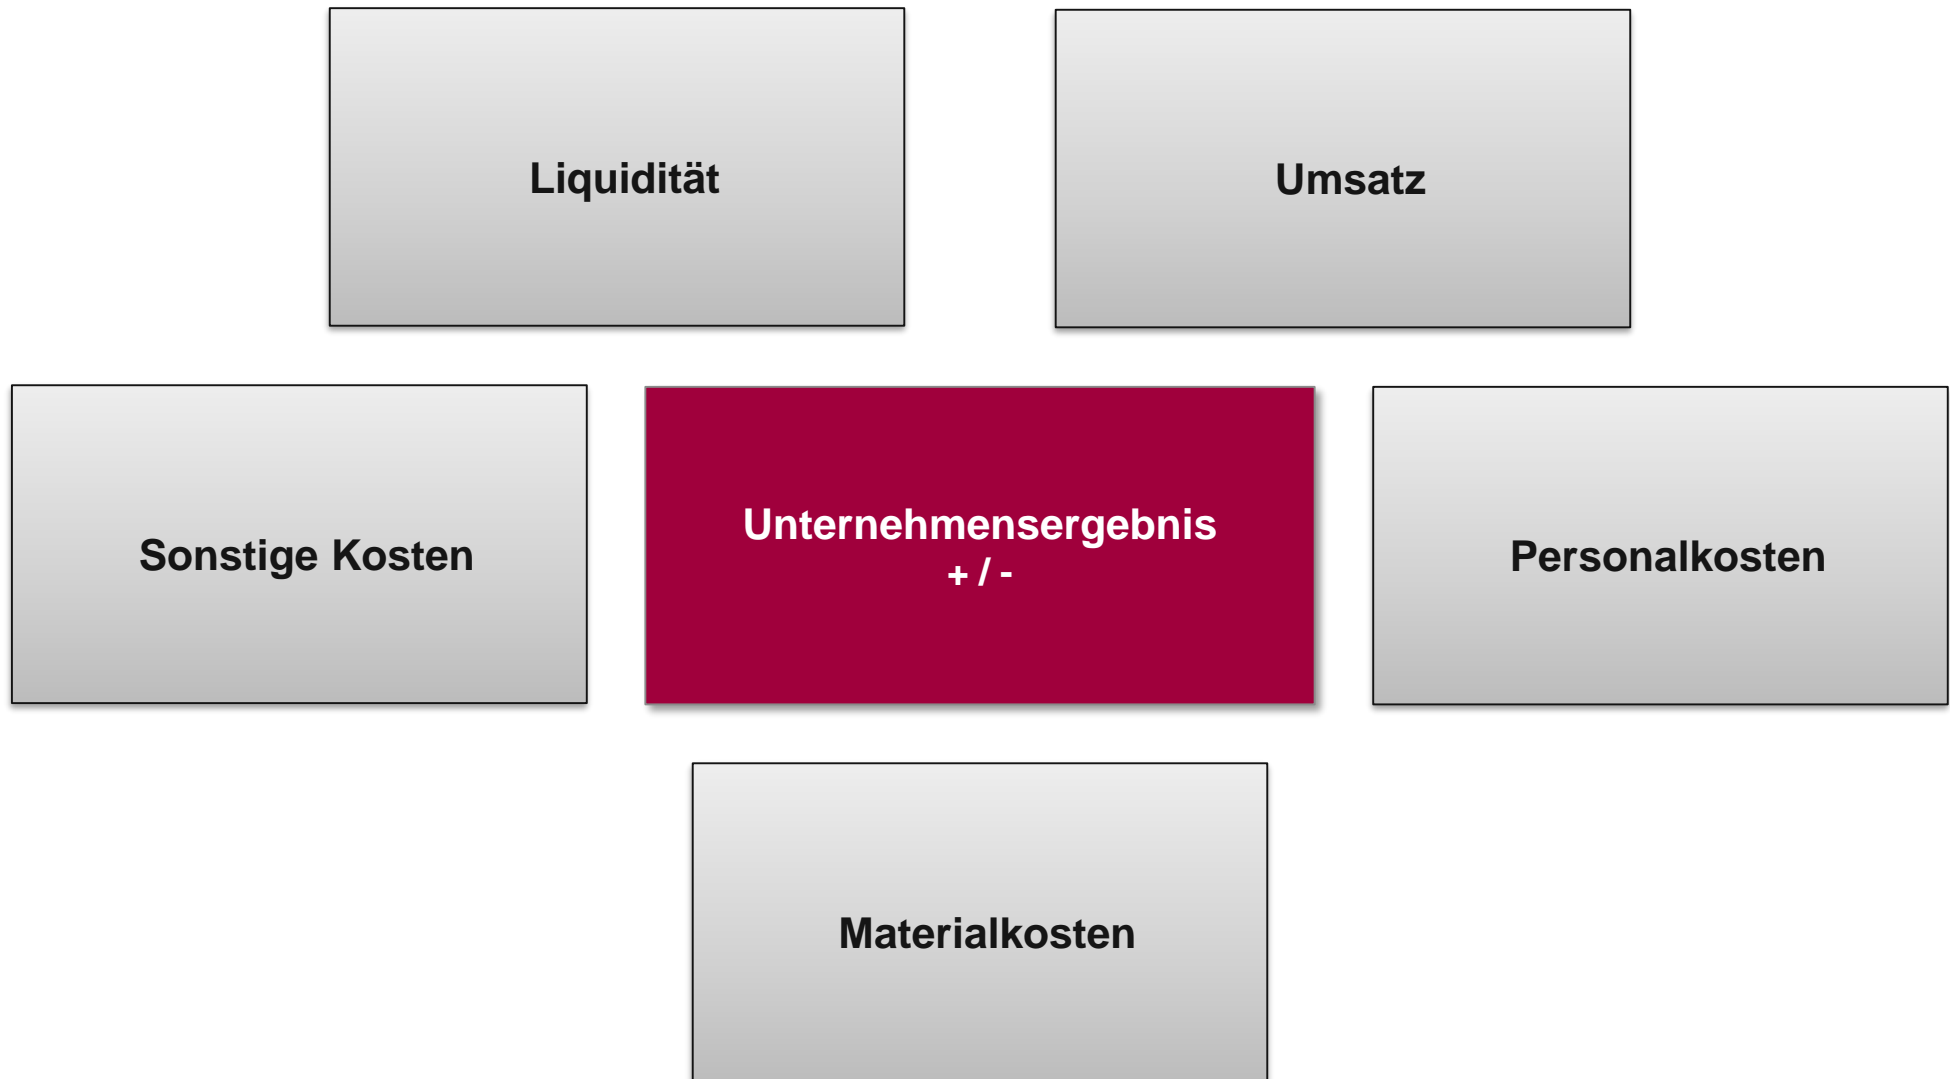 Liquidität
Umsatz
Sonstige Kosten
Unternehmensergebnis
+ / -
Personalkosten
Materialkosten